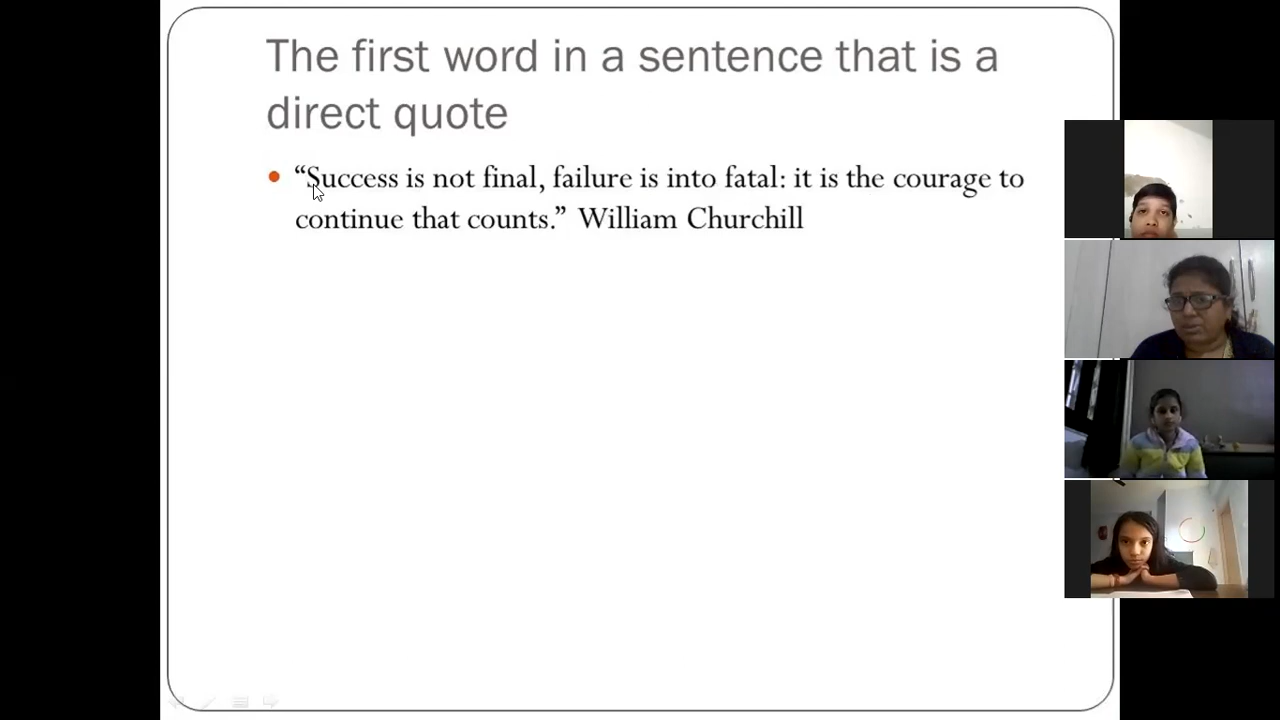 The first word in a sentence that is a
direct quote
“Success is not final, failure is into fatal: it is the courage to
continue that counts.” William Churchill